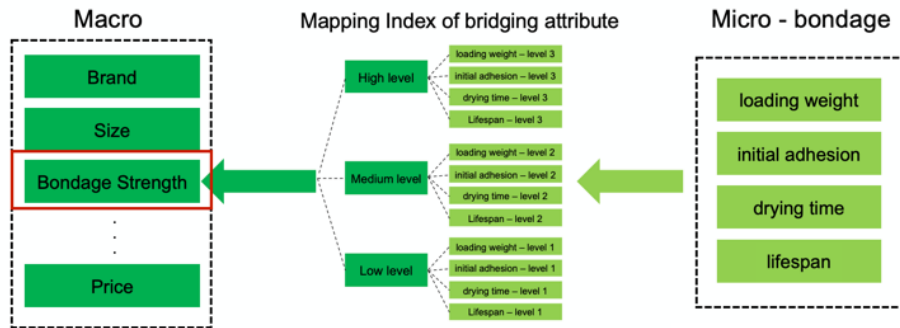 Macro
Brand
Size
Bondage Strength
.
.
.
Price
Mapping Index of bridging attribute
High level
loading weight – level 3
initial adhesion – level 3
drying time – level 3
Lifespan – level 3
Medium level
loading weight – level 2
initial adhesion – level 2
drying time – level 2
Lifespan – level 2
Low level
loading weight – level 1
initial adhesion – level 1
drying time – level 1
Lifespan – level 1
Micro - bondage
loading weight
initial adhesion
drying time
lifespan